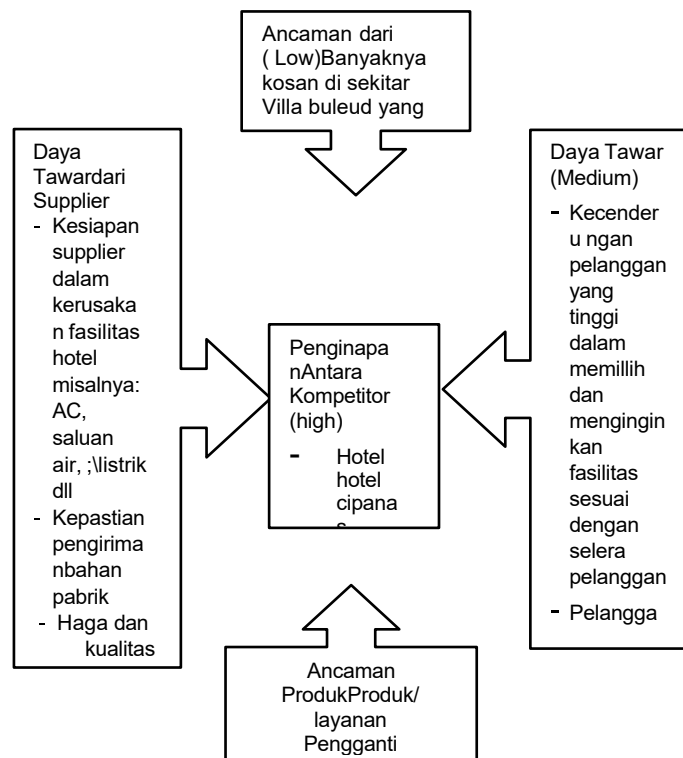 Ancaman dari
( Low)Banyaknya
kosan di sekitar
Villa buleud yang
Daya
Tawardari
Supplier
- Kesiapan
supplier
dalam
kerusaka
n fasilitas
hotel
misalnya:
AC,
saluan
air, ;\listrik
dll
- Kepastian
pengirima
nbahan
pabrik
- Haga dan
kualitas
Penginapa
nAntara
Kompetitor
(high)
- Hotel
hotel
cipana
Daya Tawar
(Medium)
- Kecender
u ngan
pelanggan
yang
tinggi
dalam
memillih
dan
mengingin
kan
fasilitas
sesuai
dengan
selera
pelanggan
- Pelangga
Ancaman
ProdukProduk/
layanan
Pengganti